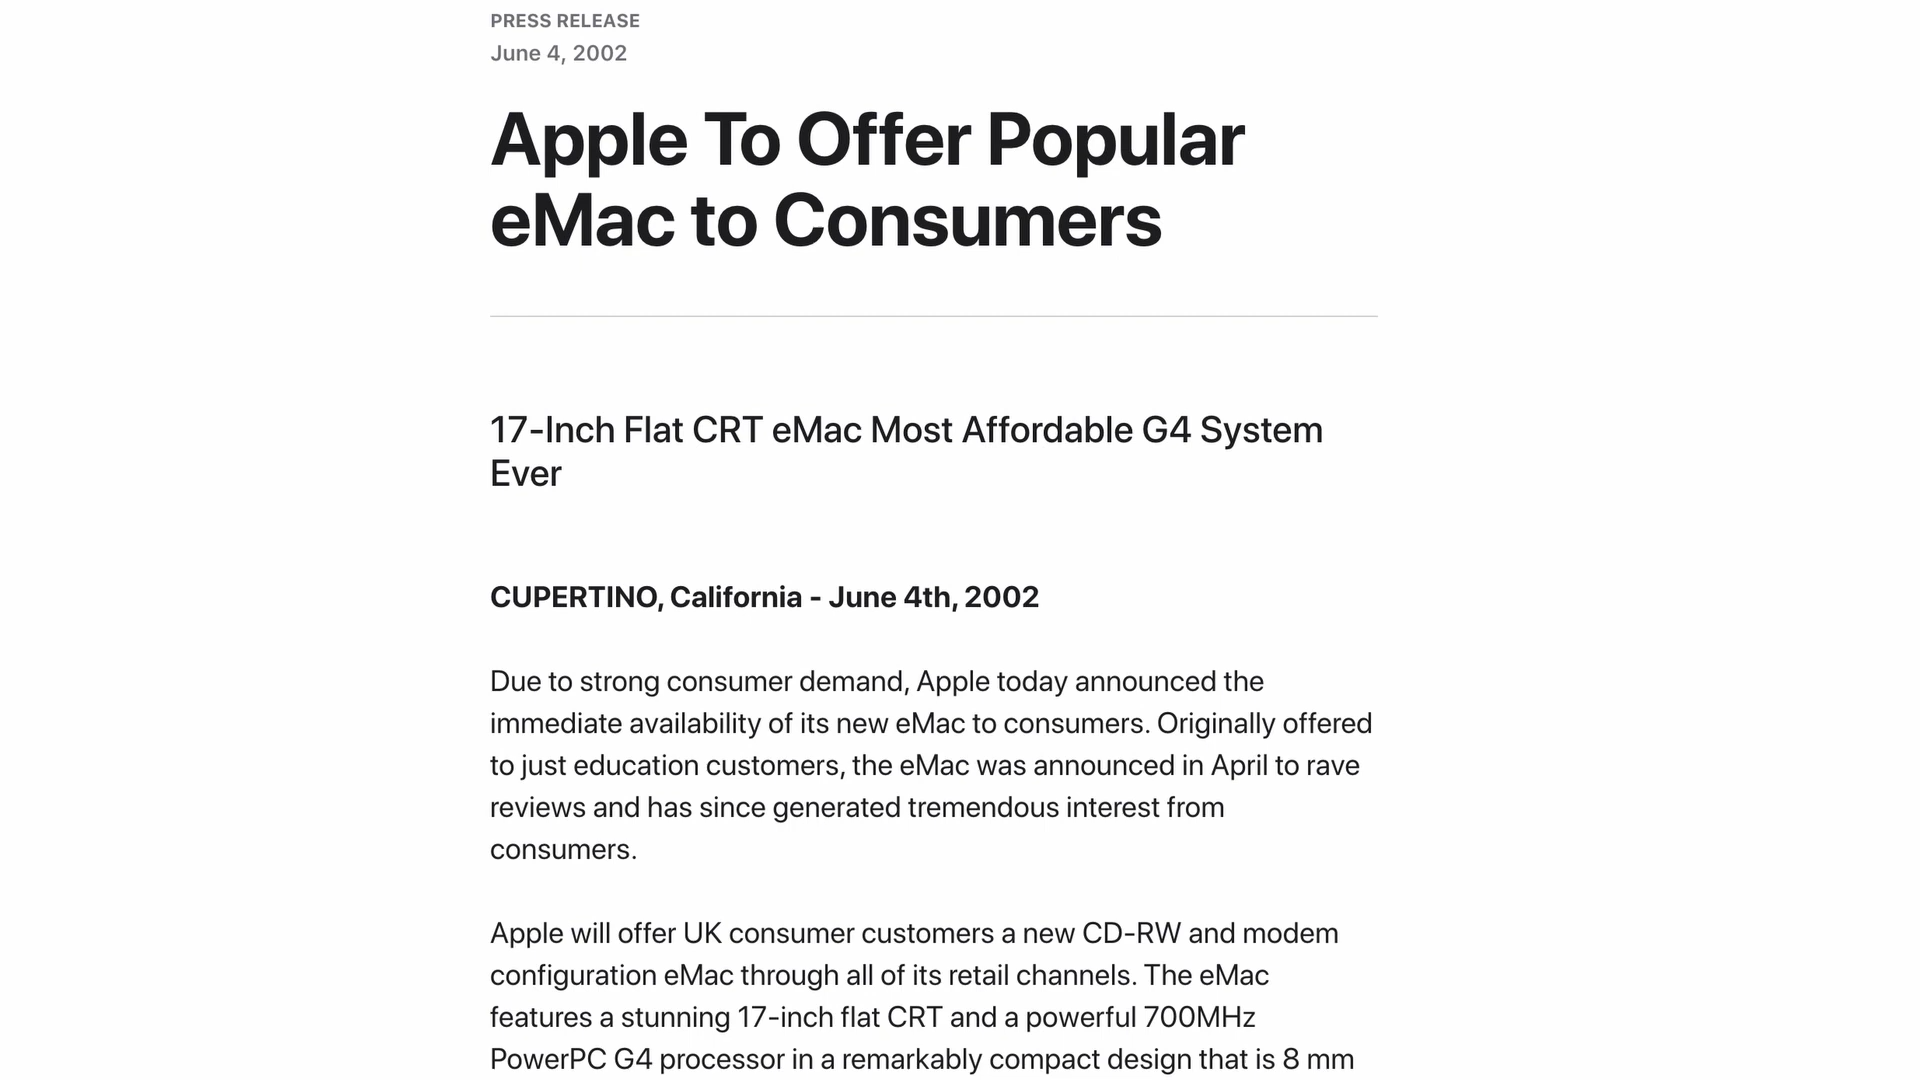 PRESS RELEASE
June 4, 2002
Apple To Offer Popular
eMac to Consumers
17-Inch Flat CRT eMac Most Affordable G4 System
Ever
CUPERTINO, California - June 4th, 2002
Due to strong consumer demand, Apple today announced the
immediate availability of its new eMac to consumers. Originally offered
to just education customers, the eMac was announced in April to rave
reviews and has since generated tremendous interest from
consumers.
Apple will offer UK consumer customers a new CD-RW and modem
configuration eMac through all of its retail channels. The eMac
features a stunning 17-inch flat CRT and a powerful 700MHz
PowerPC G4 processor in a remarkably compact design that is 8 mm